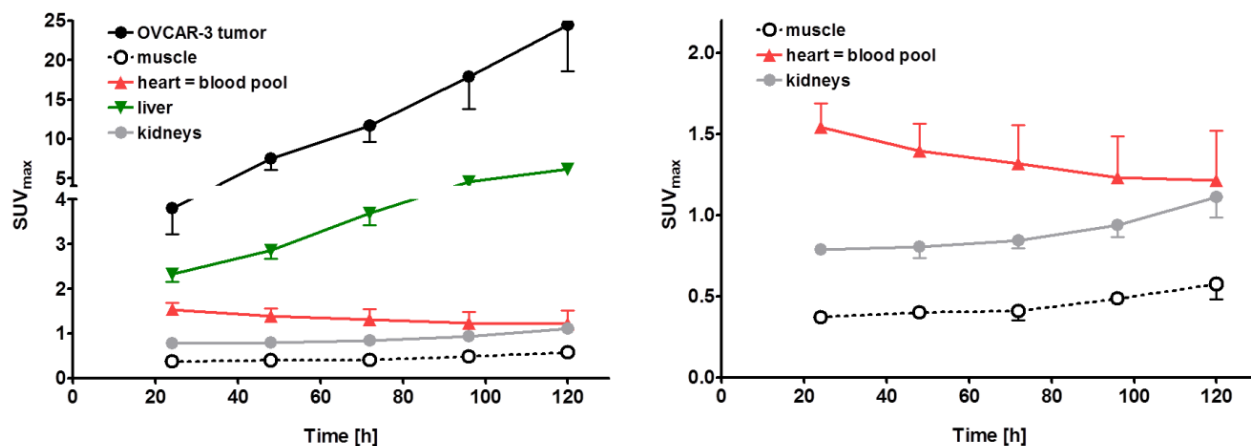 OVCAR-3 tumor
muscle
heart = blood pool
liver
kidneys
SUVmax
25
20
15
10
5
4
3
2
1
0
0 20 40 60 80 100 120
Time [h]
muscle
heart = blood pool
kidneys
SUVmax
2.0
1.5
1.0
0.5
0.0
0 20 40 60 80 100 120
Time [h]